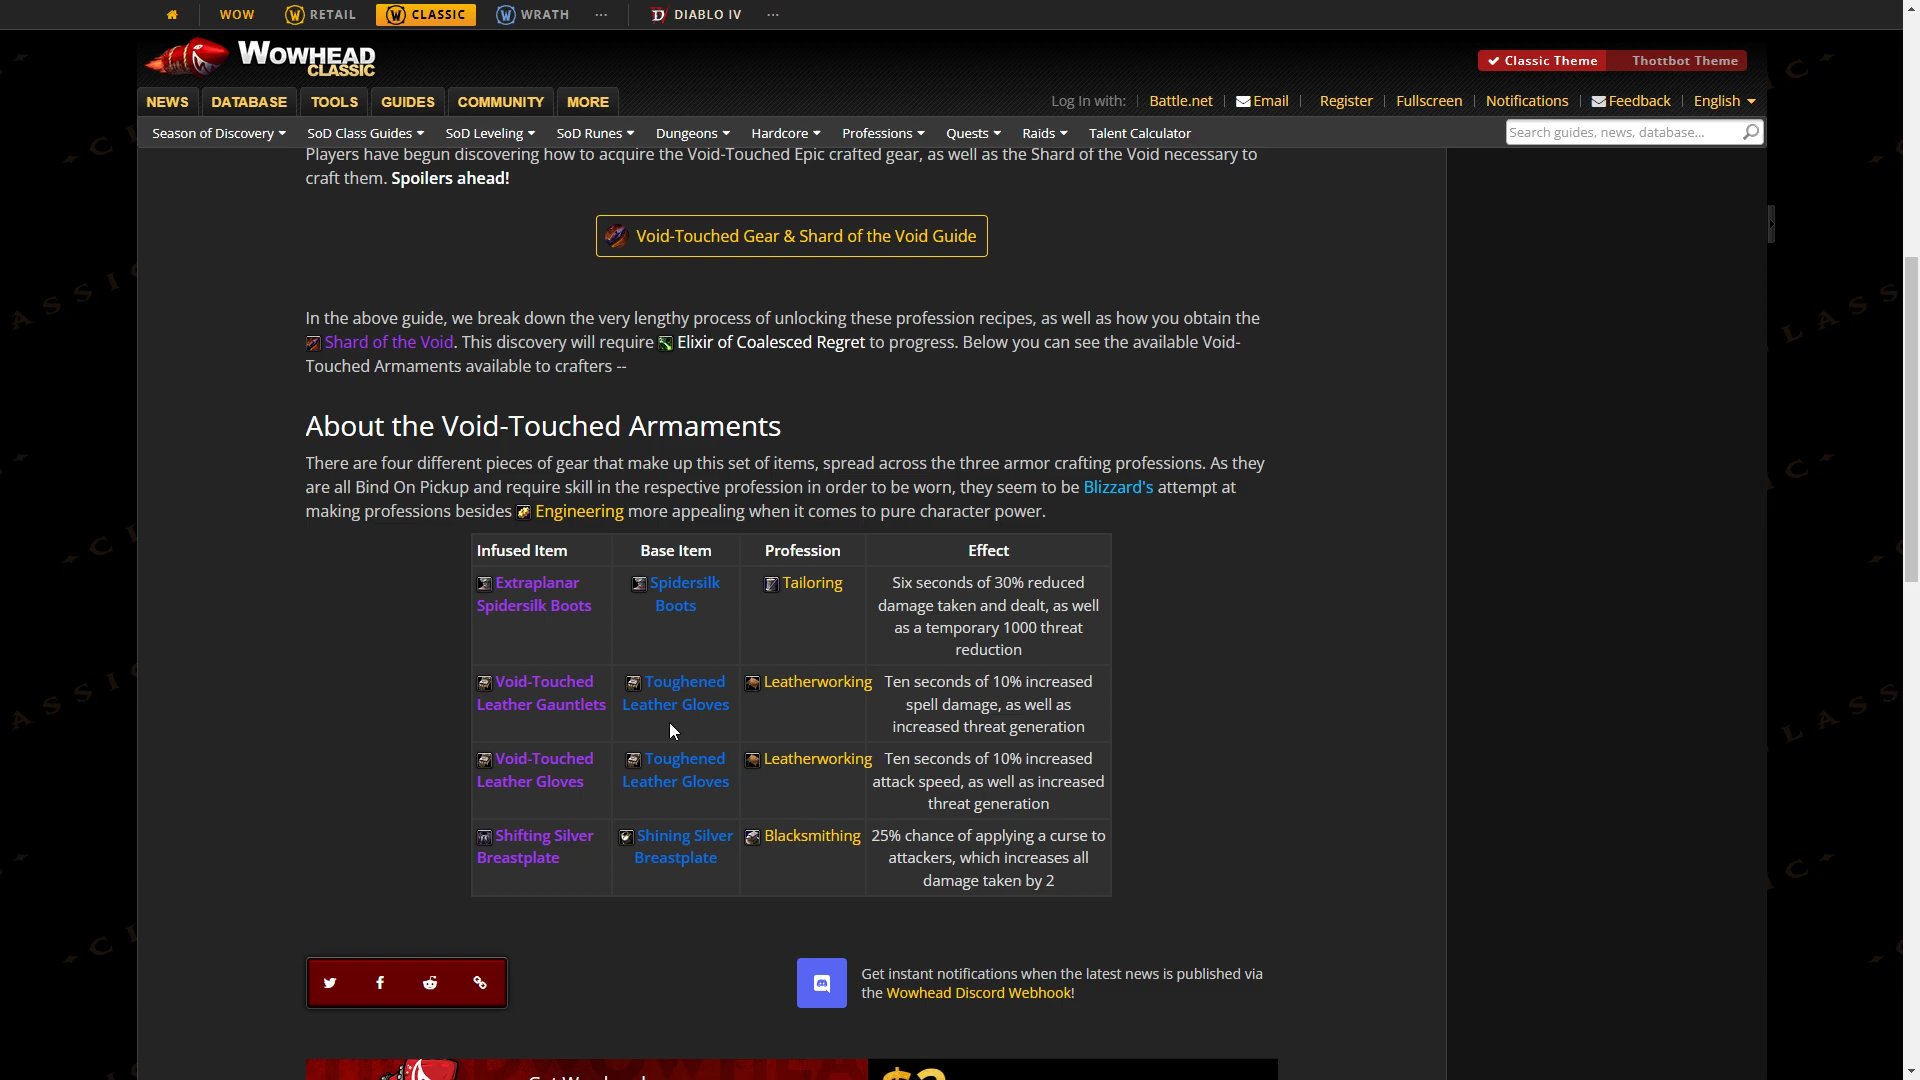 WOW
RETAIL
CLASSIC
WRATH
...
DIABLO IV
...
WOWHEAD
CLASSIC
Classic Theme
Thottbot Theme
NEWS
DATABASE
TOOLS
GUIDES
COMMUNITY
MORE
Log In with:
Battle.net
Email
Register
Fullscreen
Notifications
Feedback
English
Season of Discovery
SoD Class Guides
SoD Leveling
SoD Runes
Dungeons
Hardcore
Professions
Quests
Raids
Talent Calculator
Search guides, news, database...
Players have begun discovering how to acquire the Void-Touched Epic crafted gear, as well as the Shard of the Void necessary to
craft them. Spoilers ahead!
Void-Touched Gear & Shard of the Void Guide
In the above guide, we break down the very lengthy process of unlocking these profession recipes, as well as how you obtain the
Shard of the Void. This discovery will require Elixir of Coalesced Regret to progress. Below you can see the available Void-
Touched Armaments available to crafters --
About the Void-Touched Armaments
There are four different pieces of gear that make up this set of items, spread across the three armor crafting professions. As they
are all Bind On Pickup and require skill in the respective profession in order to be worn, they seem to be Blizzard's attempt at
making professions besides Engineering more appealing when it comes to pure character power.
Infused Item
Base Item
Profession
Effect
Extraplanar
Spidersilk Boots
Spidersilk
Boots
Tailoring
Six seconds of 30% reduced
damage taken and dealt, as well
as a temporary 1000 threat
reduction
Void-Touched
Leather Gauntlets
Toughened
Leather Gloves
Leatherworking
Ten seconds of 10% increased
spell damage, as well as
increased threat generation
Void-Touched
Leather Gloves
Toughened
Leather Gloves
Leatherworking
Ten seconds of 10% increased
attack speed, as well as increased
threat generation
Shifting Silver
Breastplate
Shining Silver
Breastplate
Blacksmithing
25% chance of applying a curse to
attackers, which increases all
damage taken by 2
Get instant notifications when the latest news is published via
the Wowhead Discord Webhook!